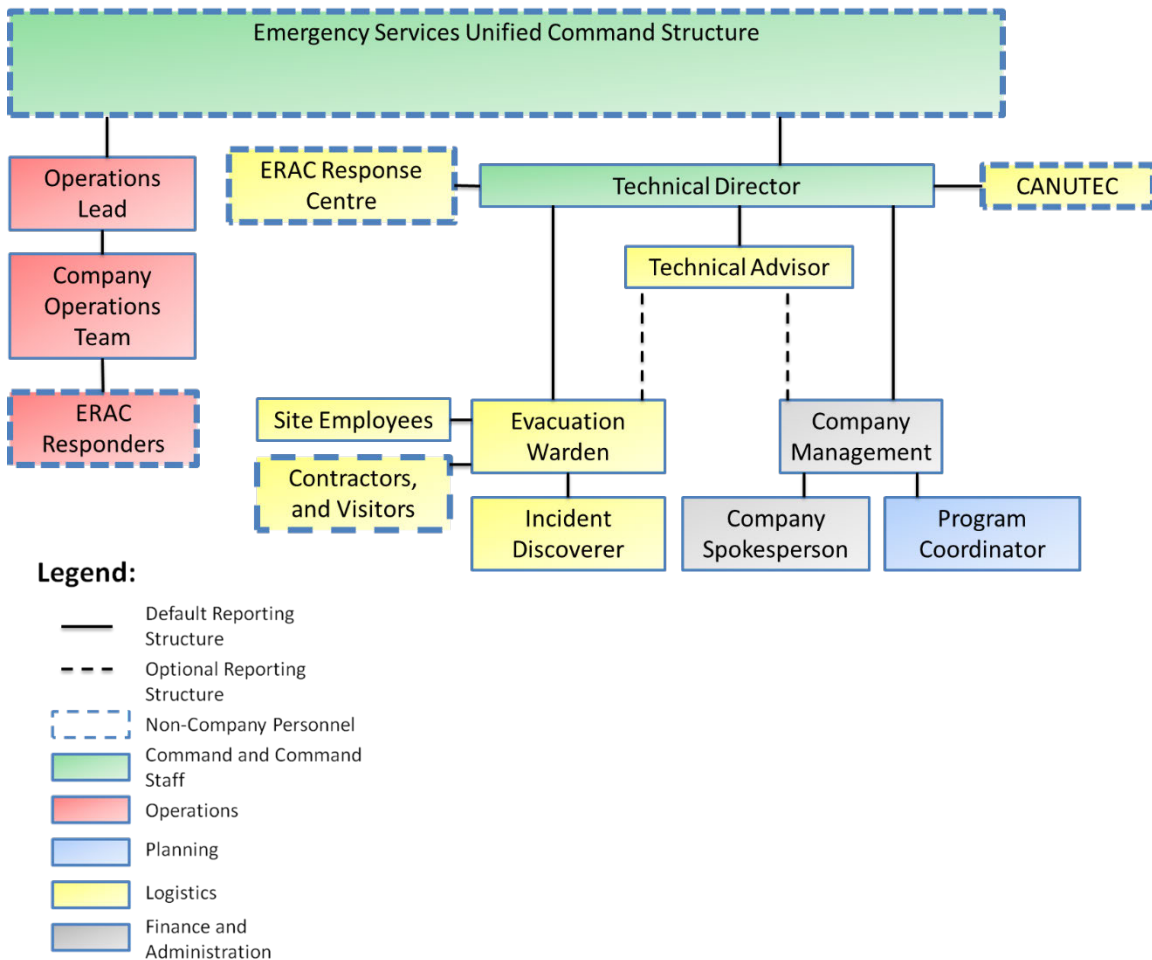 Emergency Services Unified Command Structure
Operations
Lead
ERAC Response
Centre
Technical Director
CANUTEC
Company
Operations
Team
Technical Advisor
ERAC
Responders
Site Employees
Evacuation
Warden
Company
Management
Contractors,
and Visitors
Incident
Discoverer
Company
Spokesperson
Program
Coordinator
Legend:
Default Reporting
Structure
Optional Reporting
Structure
Non-Company Personnel
Command and Command
Staff
Operations
Planning
Logistics
Finance and
Administration